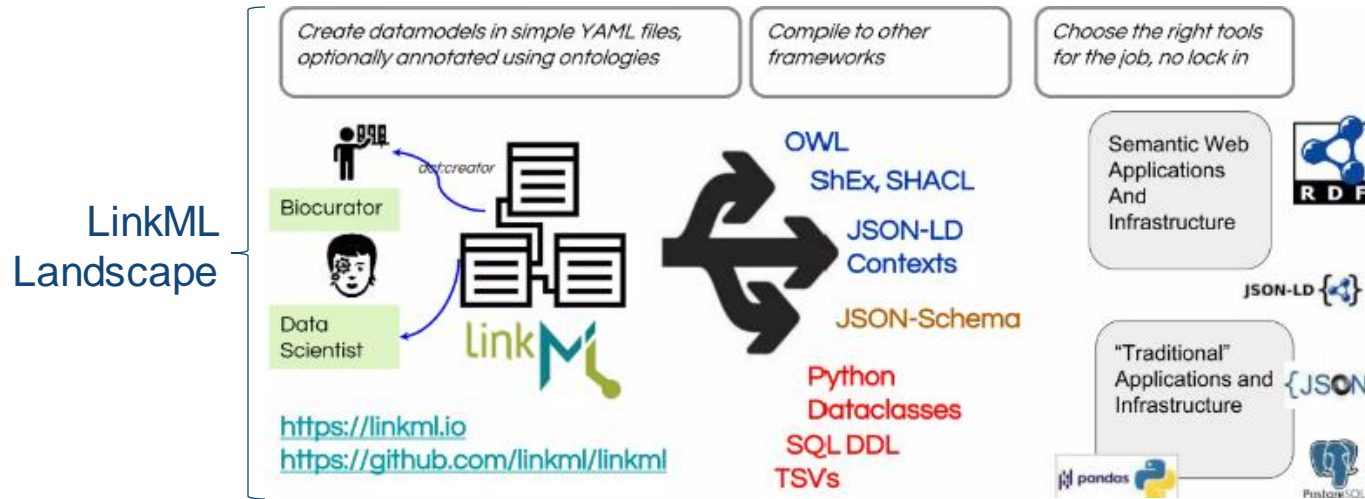 LinkML
Landscape
Create datamodels in simple YAML files,
optionally annotated using ontologies
Compile to other
frameworks
Choose the right tools
for the job, no lock in
dct:creator
Biocurator
Data
Scientist
linkML
https://linkml.io
https://github.com/linkml/linkml
OWL
ShEx, SHACL
JSON-LD
Contexts
JSON-Schema
Python
Dataclasses
SQL DDL
TSVs
Semantic Web
Applications
And
Infrastructure
RDF
JSON-LD
"Traditional"
Applications and
Infrastructure
{JSON
pandas
PostgreSQL